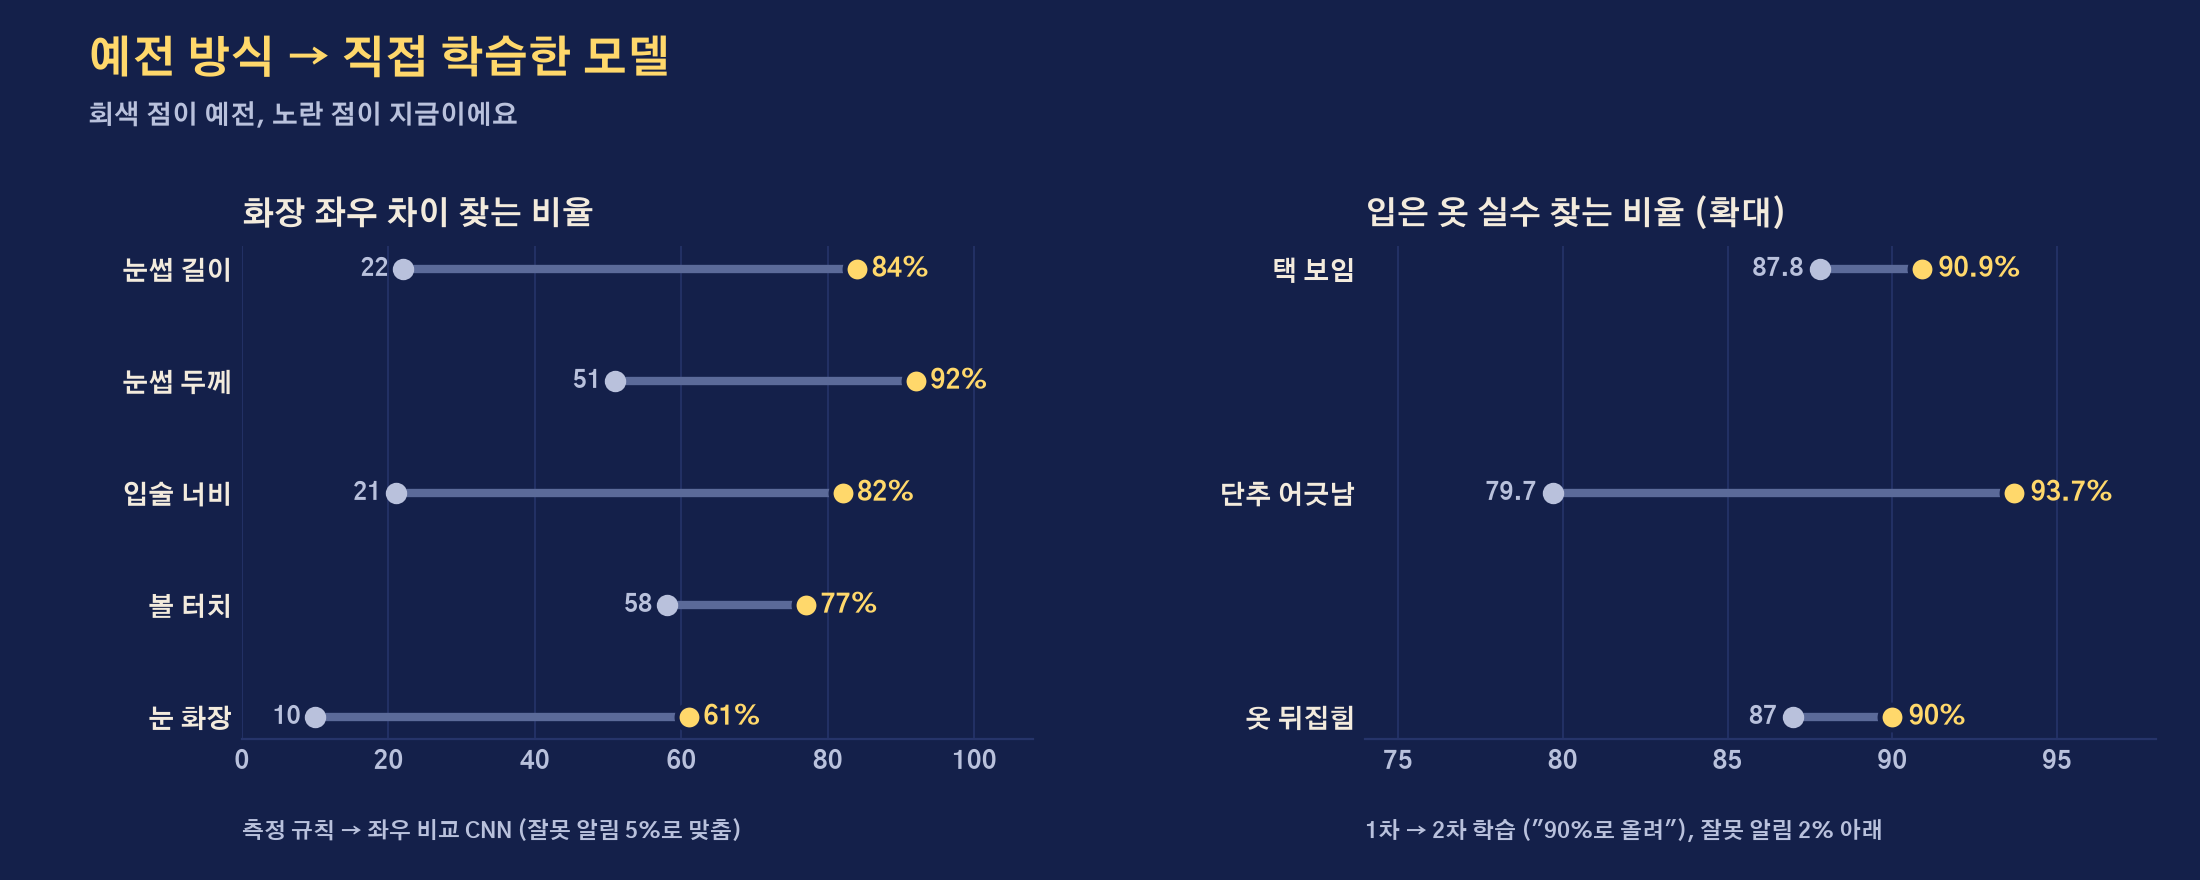 예전 방식 → 직접 학습한 모델
회색 점이 예전, 노란 점이 지금이에요
화장 좌우 차이 찾는 비율
눈썹 길이 22 84%
눈썹 두께 51 92%
입술 너비 21 82%
볼 터치 58 77%
눈 화장 10 61%
0 20 40 60 80 100
측정 규칙 → 좌우 비교 CNN (잘못 알림 5%로 맞춤)
입은 옷 실수 찾는 비율 (확대)
택 보임 87.8 90.9%
단추 어긋남 79.7 93.7%
옷 뒤집힘 87 90%
75 80 85 90 95
1차 → 2차 학습 ("90%로 올려"), 잘못 알림 2% 아래